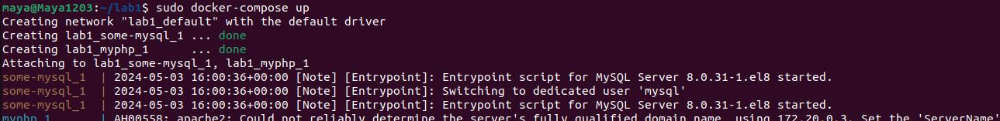 maya@Maya1203:~/lab1$ sudo docker-compose up
Creating network "lab1_default" with the default driver
Creating lab1_some-mysql_1 ... done
Creating lab1_myphp_1      ... done
Attaching to lab1_some-mysql_1, lab1_myphp_1
some-mysql_1  | 2024-05-03 16:00:36+00:00 [Note] [Entrypoint]: Entrypoint script for MySQL Server 8.0.31-1.el8 started.
some-mysql_1  | 2024-05-03 16:00:36+00:00 [Note] [Entrypoint]: Switching to dedicated user 'mysql'
some-mysql_1  | 2024-05-03 16:00:36+00:00 [Note] [Entrypoint]: Entrypoint script for MySQL Server 8.0.31-1.el8 started.
myphp_1       | AH00558: apache2: Could not reliably determine the server's fully qualified domain name, using 172.20.0.3. Set the 'ServerName'